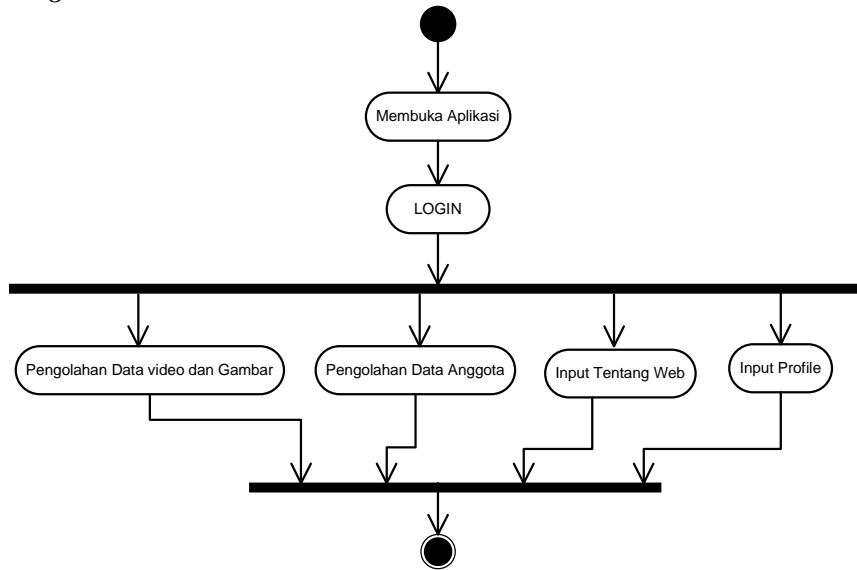 Membuka Aplikasi
LOGIN
Pengolahan Data video dan Gambar
Pengolahan Data Anggota
Input Tentang Web
Input Profile